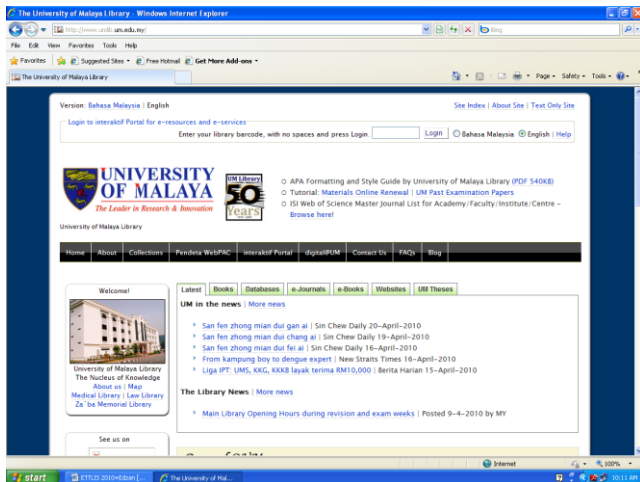 The University of Malaya Library - Windows Internet Explorer
http://www.umlib.um.edu.my/
Bing
File Edit View Favorites Tools Help
Favorites Suggested Sites Free Hotmail Get More Add-ons
The University of Malaya Library
Page Safety Tools
Version: Bahasa Malaysia | English
Site Index | About Site | Text Only Site
Login to interaktif Portal for e-resources and e-services
Enter your library barcode, with no spaces and press Login. Login Bahasa Malaysia English | Help
UNIVERSITY
OF MALAYA
The Leader in Research & Innovation
UM Library
50
Years
APA Formatting and Style Guide by University of Malaya Library (PDF 540KB)
Tutorial: Materials Online Renewal | UM Past Examination Papers
ISI Web of Science Master Journal List for Academy/Faculty/Institute/Centre -
Browse here!
University of Malaya Library
Home About Collections Pendeta WebPAC interaktif Portal digitalPUM Contact Us FAQs Blog
Welcome!
University of Malaya Library
The Nucleus of Knowledge
About us | Map
Medical Library | Law Library
Za`ba Memorial Library
See us on
Latest Books Databases e-Journals e-Books Websites UM Theses
UM in the news | More news
San fen zhong mian dui gan ai | Sin Chew Daily 20-April-2010
San fen zhong mian dui chang ai | Sin Chew Daily 19-April-2010
San fen zhong mian dui fei ai | Sin Chew Daily 16-April-2010
From kampung boy to dengue expert | New Straits Times 16-April-2010
Liga IPT: UMS, KKG, KKKB layak terima RM10,000 | Berita Harian 15-April-2010
The Library News | More news
Main Library Opening Hours during revision and exam weeks | Posted 9-4-2010 by MY
Internet 100%
start ETTLIS 2010+Edzan [... The University of Mal... 10:11 AM